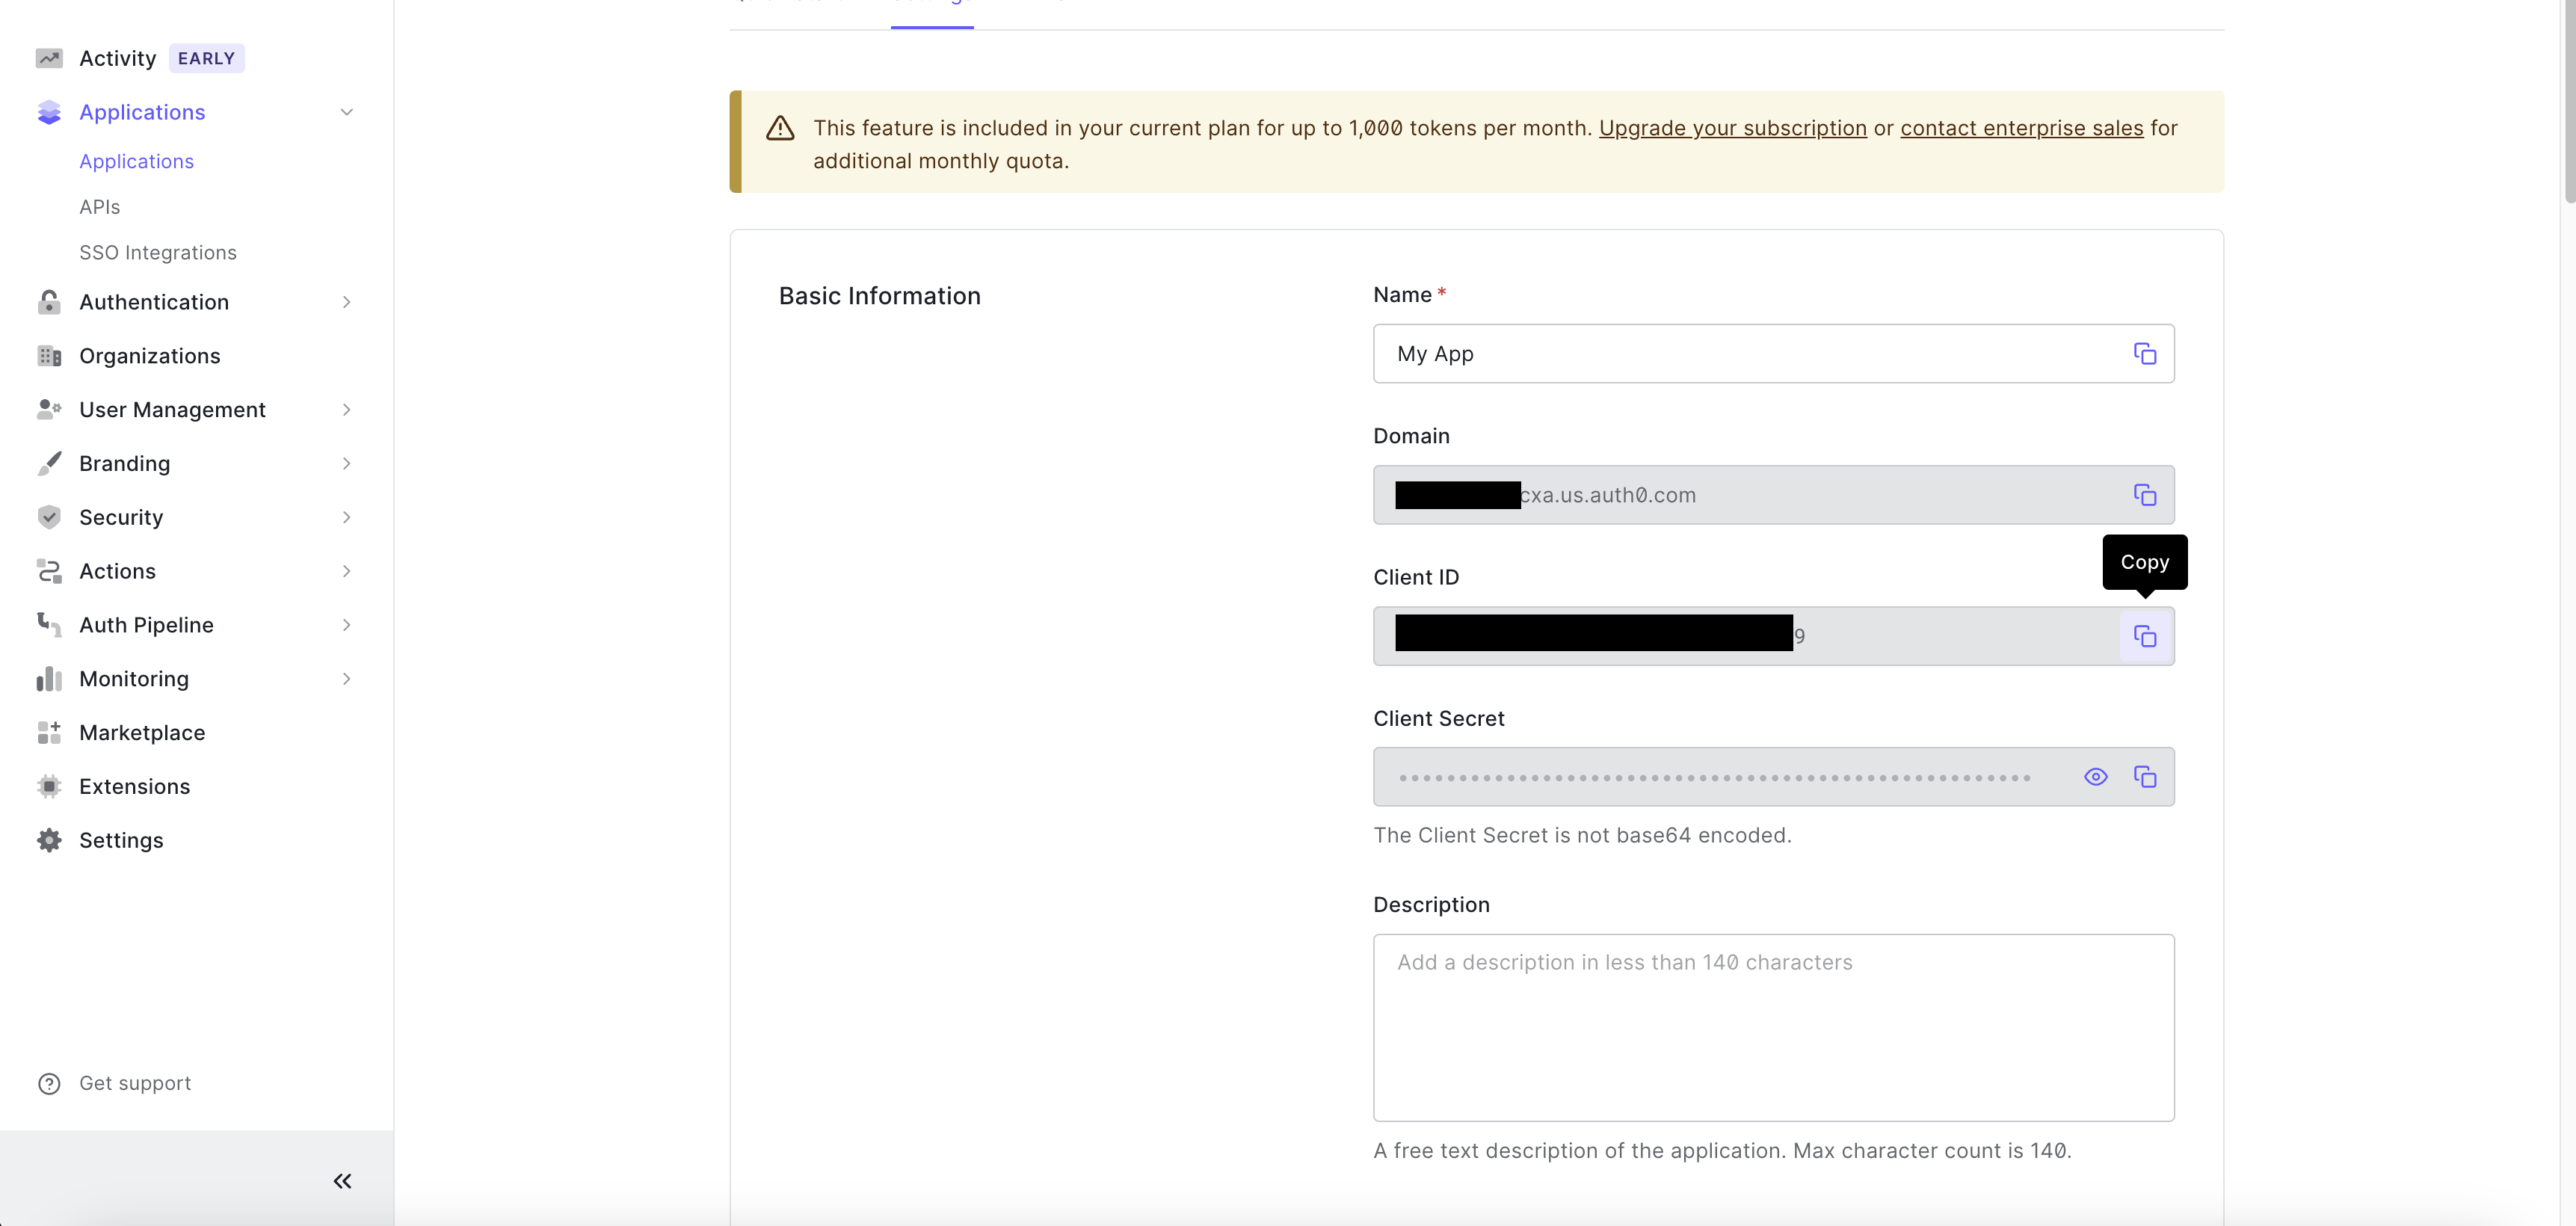 Activity EARLY
Applications
Applications
APIs
SSO Integrations
Authentication
Organizations
User Management
Branding
Security
Actions
Auth Pipeline
Monitoring
Marketplace
Extensions
Settings
Get support
This feature is included in your current plan for up to 1,000 tokens per month. Upgrade your subscription or contact enterprise sales for
additional monthly quota.
Basic Information
Name *
My App
Domain
cxa.us.auth0.com
Copy
Client ID
9
Client Secret
The Client Secret is not base64 encoded.
Description
Add a description in less than 140 characters
A free text description of the application. Max character count is 140.